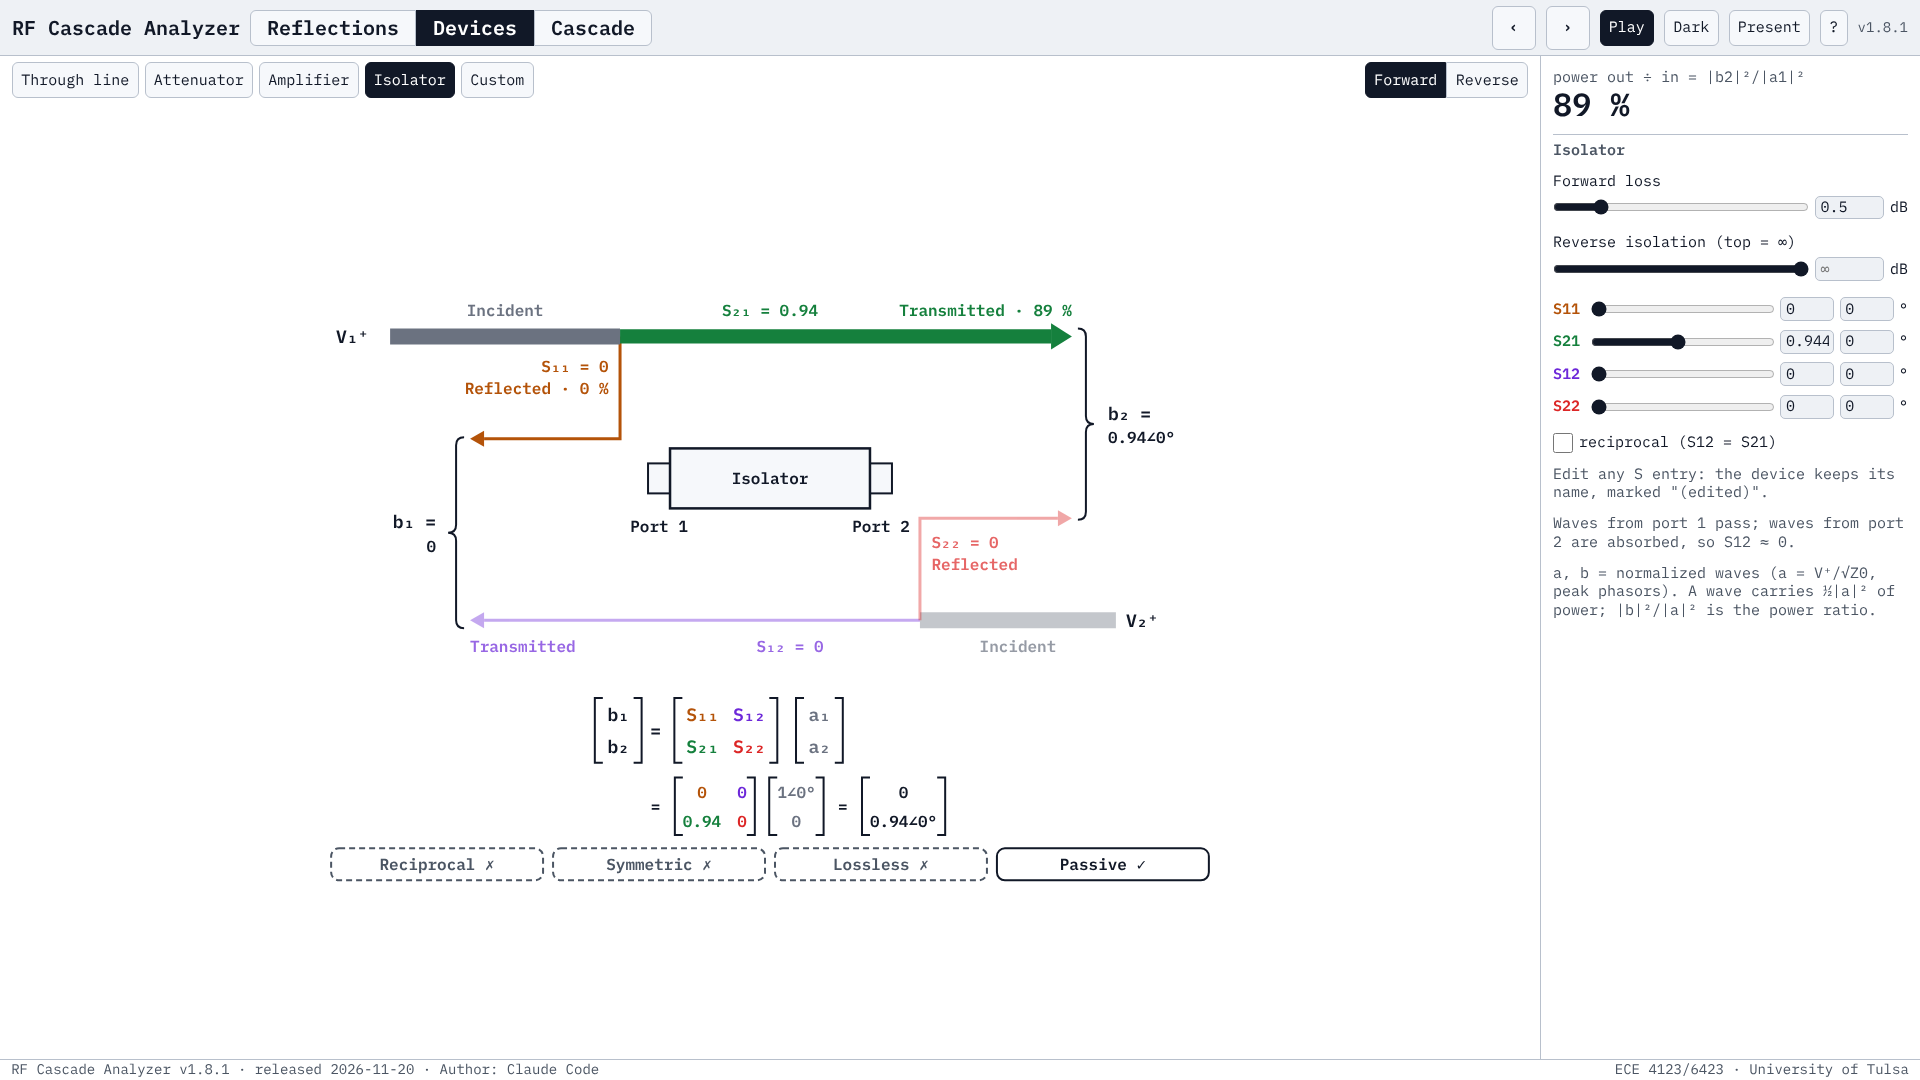 RF Cascade Analyzer Reflections Devices Cascade ‹ › Play Dark Present ? v1.8.1
Through line Attenuator Amplifier Isolator Custom Forward Reverse
power out ÷ in = |b2|²/|a1|²
89 %
Isolator
Forward loss
0.5 dB
Reverse isolation (top = ∞)
∞ dB
S11 0 0 °
S21 0.944 0 °
S12 0 0 °
S22 0 0 °
reciprocal (S12 = S21)
Edit any S entry: the device keeps its
name, marked "(edited)".
Waves from port 1 pass; waves from port
2 are absorbed, so S12 ≈ 0.
a, b = normalized waves (a = V⁺/√Z0,
peak phasors). A wave carries ½|a|² of
power; |b|²/|a|² is the power ratio.
Incident S₂₁ = 0.94 Transmitted · 89 %
V₁⁺
S₁₁ = 0
Reflected · 0 %
b₂ =
0.94∠0°
Isolator
b₁ =
0
Port 1 Port 2
S₂₂ = 0
Reflected
V₂⁺
Transmitted S₁₂ = 0 Incident
b₁ S₁₁ S₁₂ a₁
=
b₂ S₂₁ S₂₂ a₂
0 0 1∠0° 0
= =
0.94 0 0 0.94∠0°
Reciprocal ✗ Symmetric ✗ Lossless ✗ Passive ✓
RF Cascade Analyzer v1.8.1 · released 2026-11-20 · Author: Claude Code ECE 4123/6423 · University of Tulsa